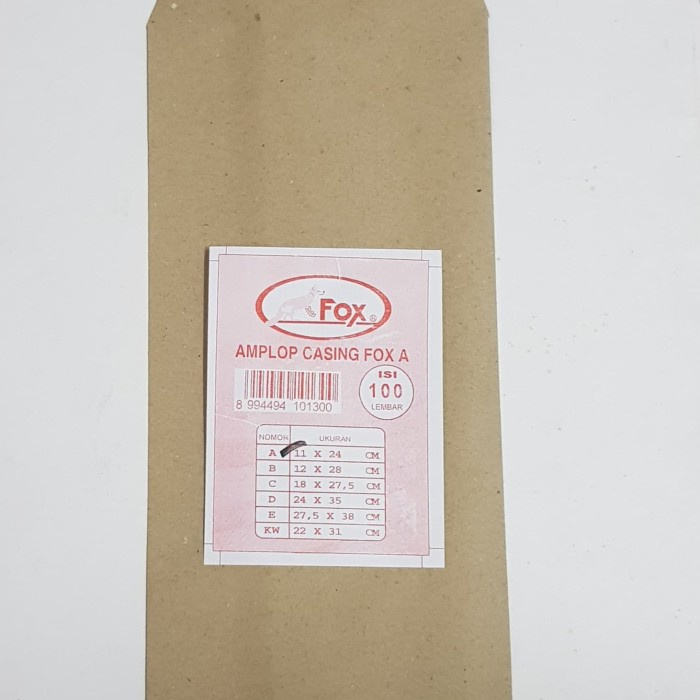 FOX ®
AMPLOP CASING FOX A
8 994494 101300
ISI
100
LEMBAR
NOMOR UKURAN
A 11 X 24 CM
B 12 X 28 CM
C 18 X 27,5 CM
D 24 X 35 CM
E 27,5 X 38 CM
KW 22 X 31 CM